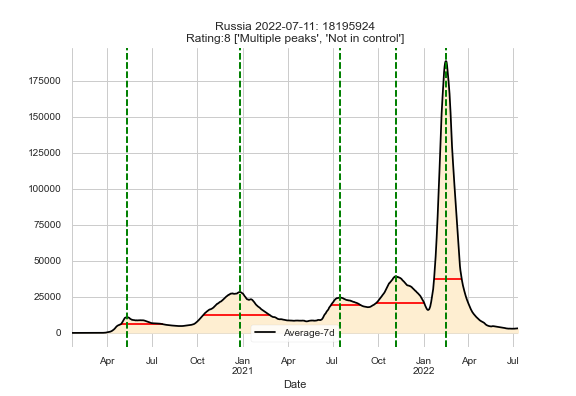 Russia 2022-07-11: 18195924
Rating:8 ['Multiple peaks', 'Not in control']
175000
150000
125000
100000
75000
50000
25000
0
Average-7d
Apr Jul Oct Jan Apr Jul Oct Jan Apr Jul
2021 2022
Date